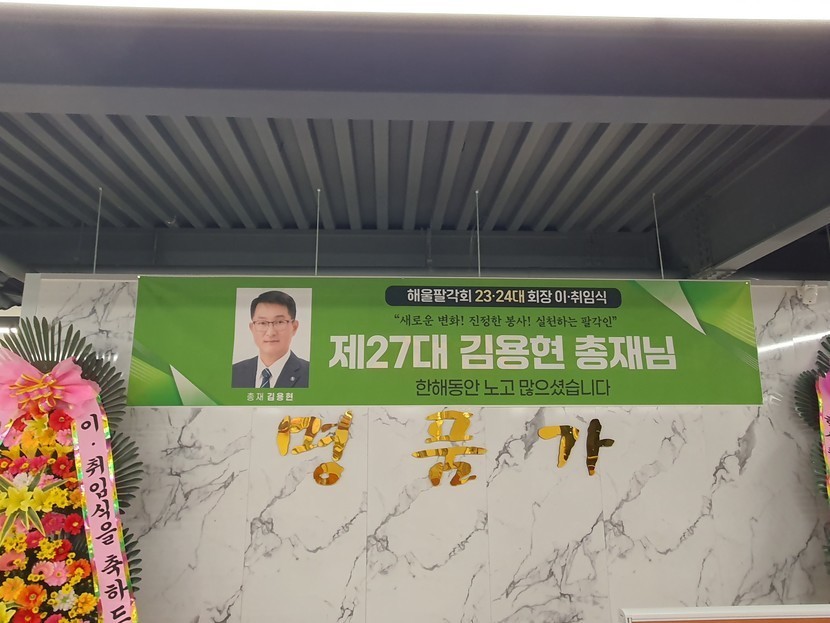 해울팔각회 23·24대 회장 이·취임식
“새로운 변화! 진정한 봉사! 실천하는 팔각인”
제27대 김용현 총재님
한해동안 노고 많으셨습니다
총재 김용현
명품가
이·취임식을 축하드